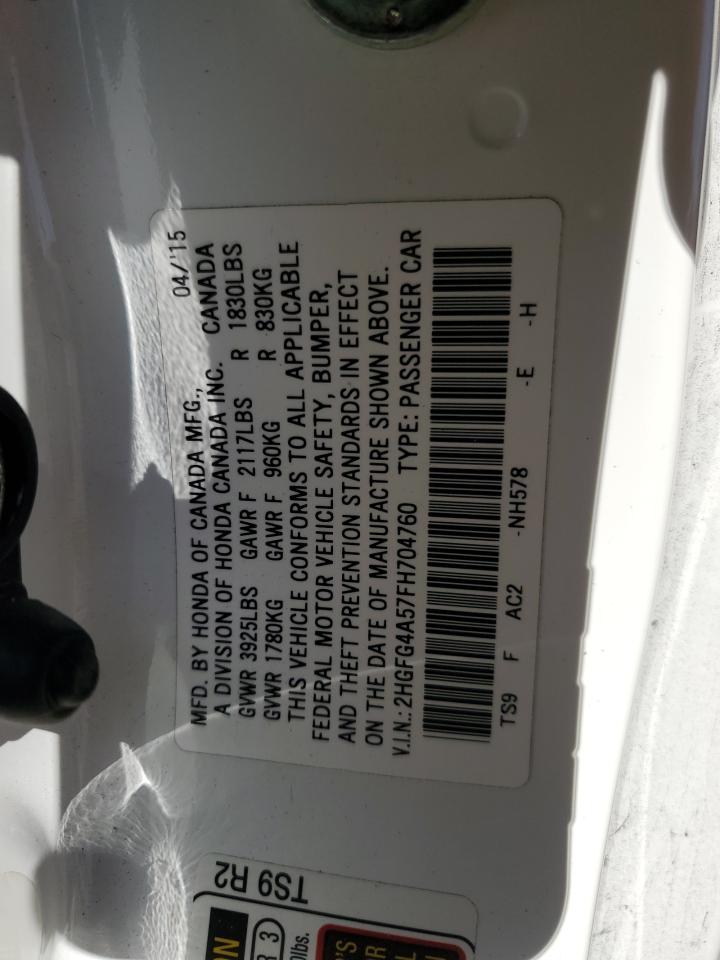 04/'15
MFD. BY HONDA OF CANADA MFG.,
A DIVISION OF HONDA CANADA INC. CANADA
GVWR 3925LBS GAWR F 2117LBS R 1830LBS
GVWR 1780KG GAWR F 960KG R 830KG
THIS VEHICLE CONFORMS TO ALL APPLICABLE
FEDERAL MOTOR VEHICLE SAFETY, BUMPER,
AND THEFT PREVENTION STANDARDS IN EFFECT
ON THE DATE OF MANUFACTURE SHOWN ABOVE.
V.I.N.: 2HGFG4A57FH704760 TYPE: PASSENGER CAR
TS9 F AC2 -NH578 -E -H
TS9 R2
ON
R 3
lbs.
'S
R
L